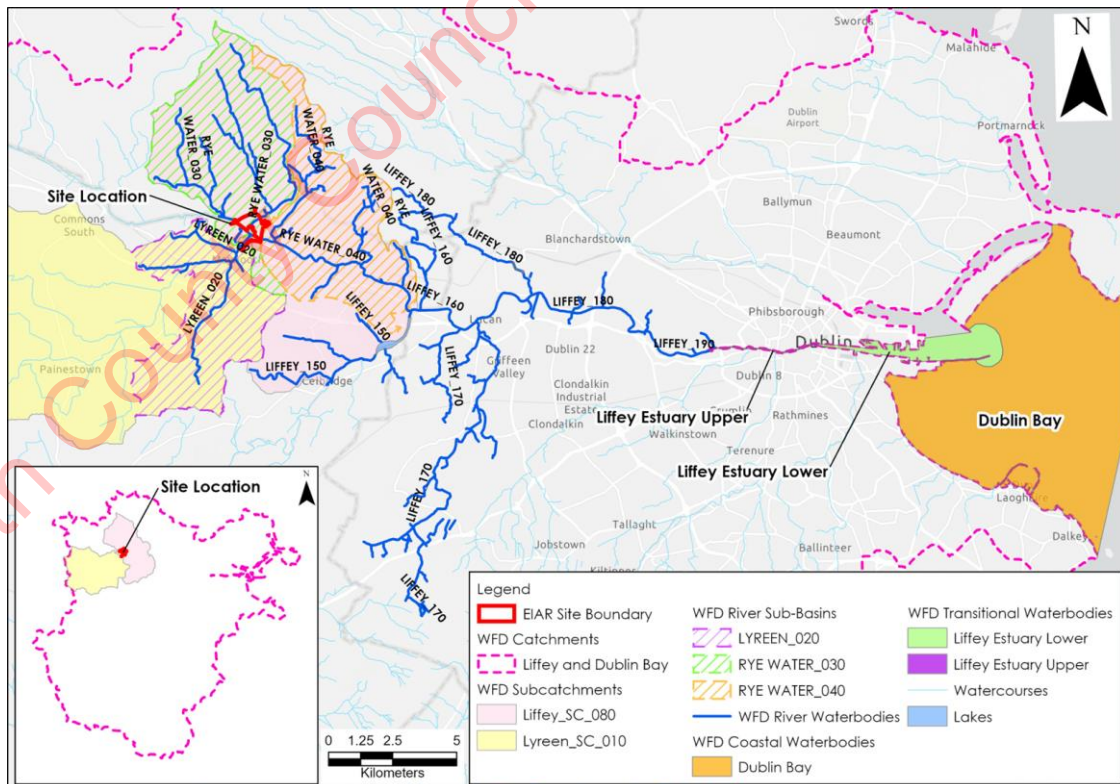 Swords
Malahide
N
Dublin
Airport
Portmarnock
RYE
WATER_030
RYE WATER_030
RYE
WATER_040
RYE
WATER_040
LIFFEY_180
LIFFEY_160
LIFFEY_180
Site Location
Commons
South
LYREEN_020
RYE WATER_040
LYREEN_020
Ballymun
Beaumont
Blanchardstown
LIFFEY_160
LIFFEY_180
LIFFEY_150
LIFFEY_150
Lucan
Phibsborough
LIFFEY_190
Dublin
Painestown
Celbridge
Griffeen
Valley
Dublin 22
Dublin 8
LIFFEY_170
Clondalkin
Industrial
Estate
Clondalkin
Crumlin
Rathmines
Liffey Estuary Upper
Walkinstown
Terenure
Dublin Bay
Liffey Estuary Lower
Laoghaire
LIFFEY_170
Tallaght
Dalkey
Jobstown
Ballinteer
Kiltipper
LIFFEY_170
Site Location
N
0 1.25 2.5 5
Kilometers
Legend
EIAR Site Boundary
WFD Catchments
Liffey and Dublin Bay
WFD Subcatchments
Liffey_SC_080
Lyreen_SC_010
WFD River Sub-Basins
LYREEN_020
RYE WATER_030
RYE WATER_040
WFD River Waterbodies
WFD Coastal Waterbodies
Dublin Bay
WFD Transitional Waterbodies
Liffey Estuary Lower
Liffey Estuary Upper
Watercourses
Lakes
County Counci